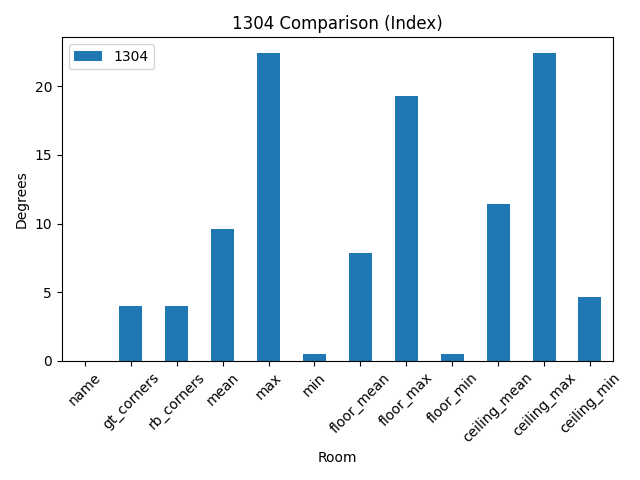 1304 Comparison (Index)
1304
Degrees
20
15
10
5
0
name
gt_corners
rb_corners
mean
max
min
floor_mean
floor_max
floor_min
ceiling_mean
ceiling_max
ceiling_min
Room